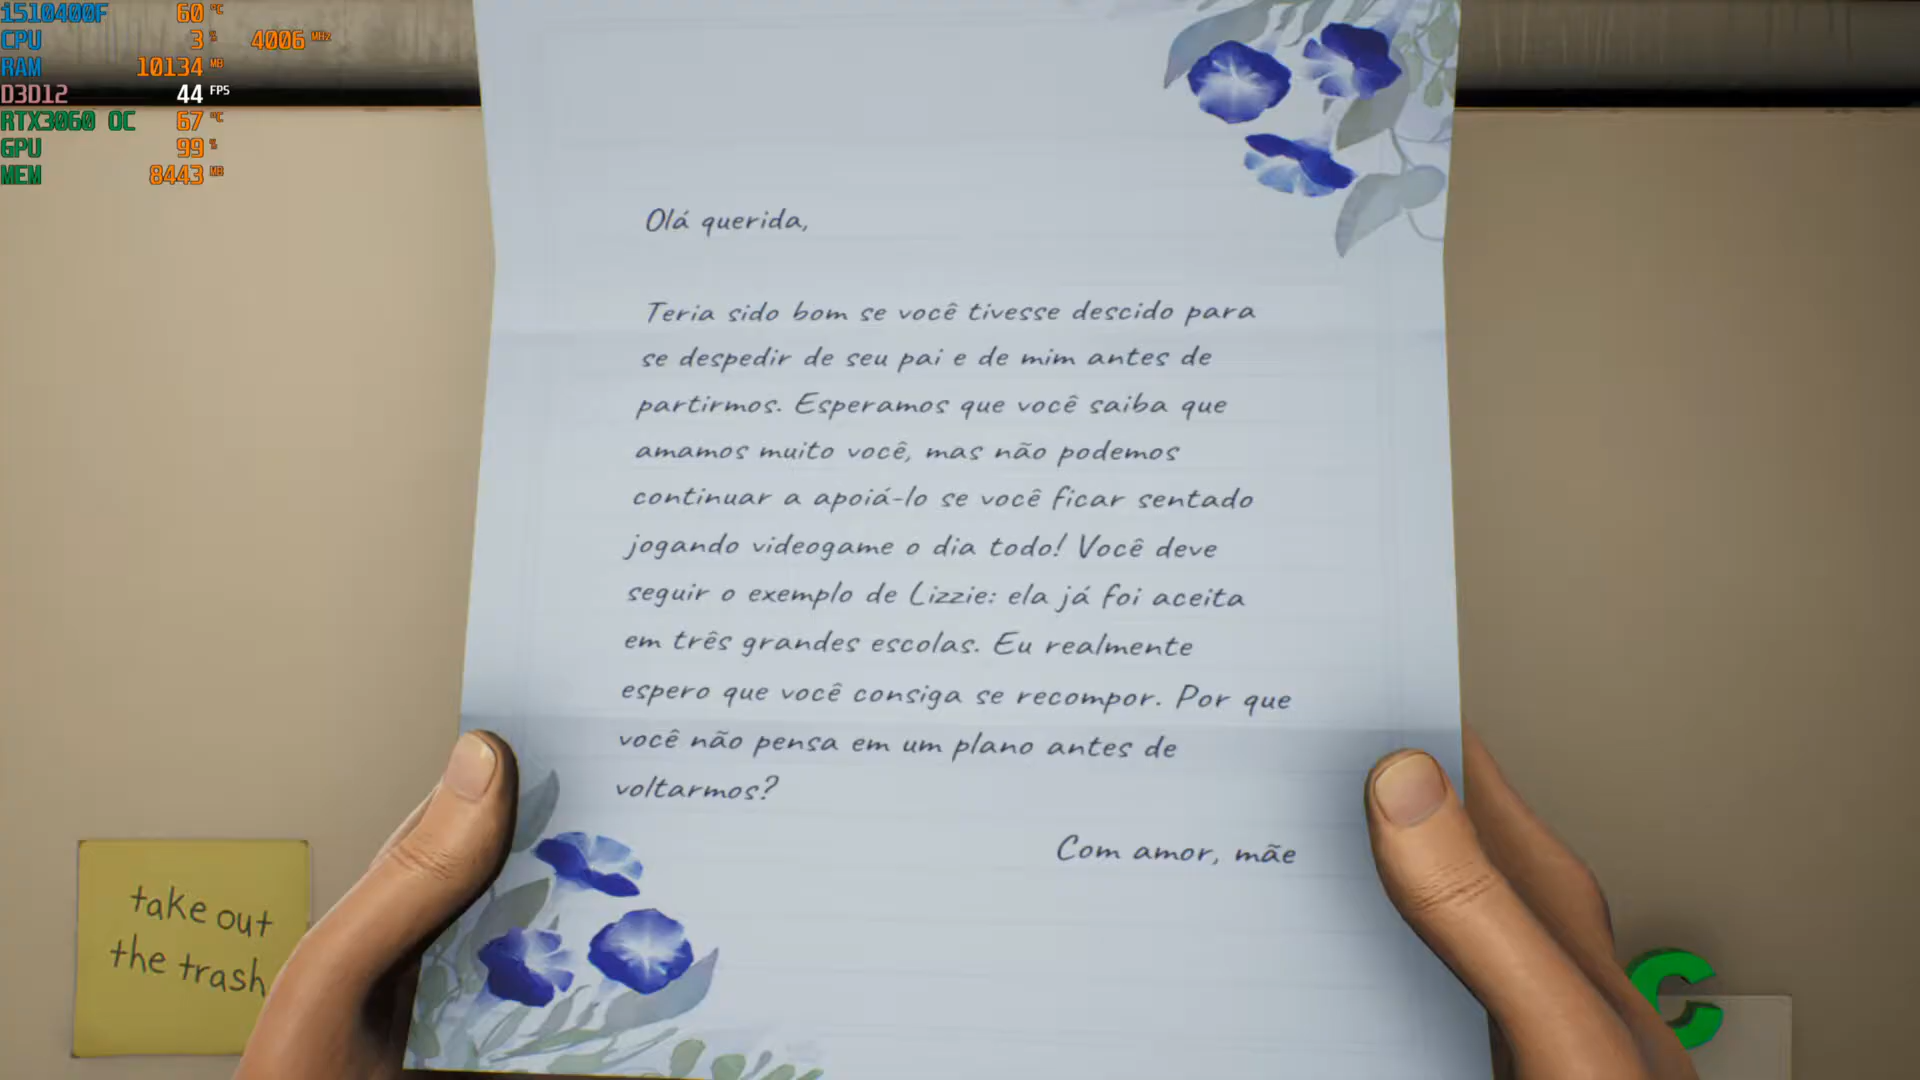 i510400F 60 °C
CPU 3 % 4006 MHz
RAM 10134 MB
D3D12 44 FPS
RTX3060 OC 67 °C
GPU 99 %
MEM 8443 MB
Olá querida,
Teria sido bom se você tivesse descido para
se despedir de seu pai e de mim antes de
partirmos. Esperamos que você saiba que
amamos muito você, mas não podemos
continuar a apoiá-lo se você ficar sentado
jogando videogame o dia todo! Você deve
seguir o exemplo de Lizzie: ela já foi aceita
em três grandes escolas. Eu realmente
espero que você consiga se recompor. Por que
você não pensa em um plano antes de
voltarmos?
Com amor, mãe
take out
the trash
C